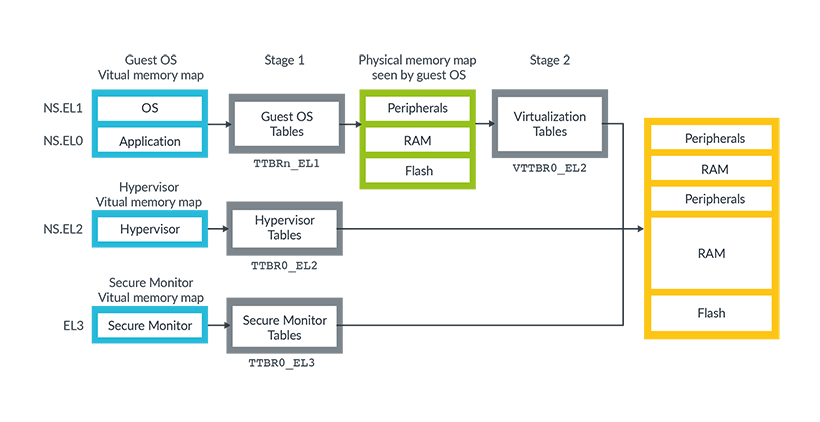 Guest OS
Vitual memory map
Stage 1
Physical memory map
seen by guest OS
Stage 2
NS.EL1
OS
NS.EL0
Application
Guest OS
Tables
TTBRn_EL1
Peripherals
RAM
Flash
Virtualization
Tables
VTTBR0_EL2
Peripherals
RAM
Peripherals
RAM
Flash
Hypervisor
Vitual memory map
NS.EL2
Hypervisor
Hypervisor
Tables
TTBR0_EL2
Secure Monitor
Vitual memory map
EL3
Secure Monitor
Secure Monitor
Tables
TTBR0_EL3